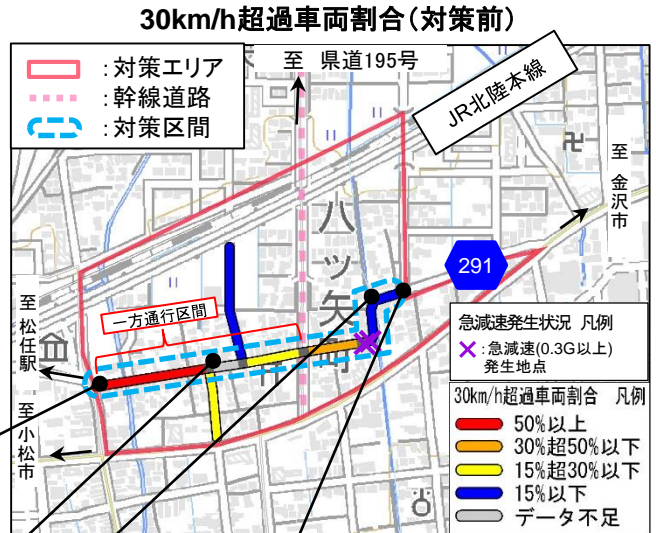 30km/h超過車両割合(対策前)
:対策エリア
:幹線道路
:対策区間
至 県道195号
JR北陸本線
至 金沢市
八ツ矢町
291
一方通行区間
至 松任駅
至 小松市
急減速発生状況 凡例
:急減速(0.3G以上)
発生地点
30km/h超過車両割合 凡例
50%以上
30%超50%以下
15%超30%以下
15%以下
データ不足